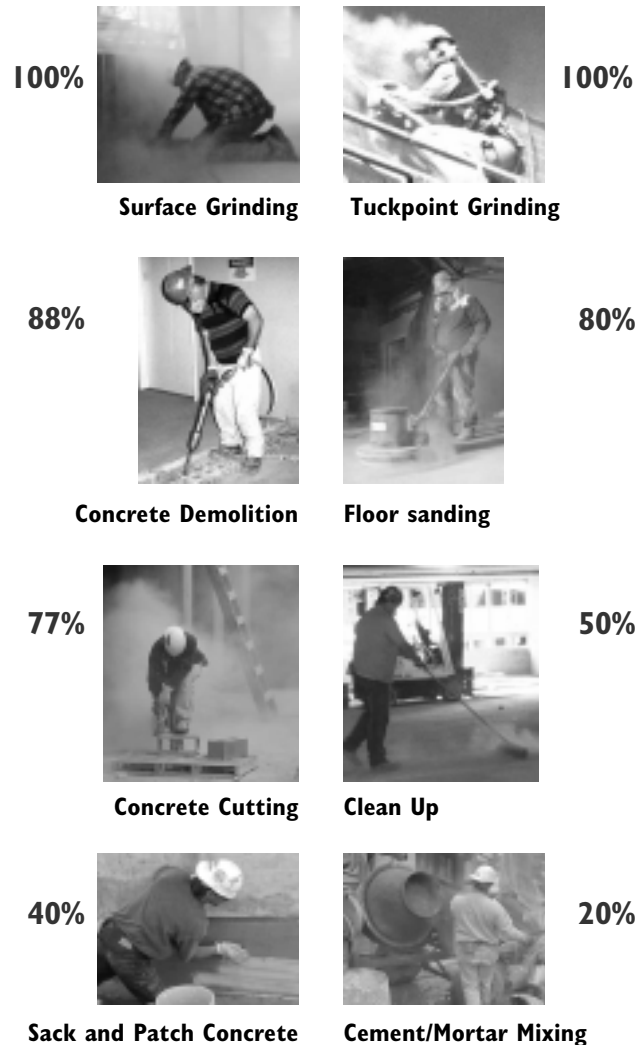 100%
100%
Surface Grinding
Tuckpoint Grinding
88%
80%
Concrete Demolition
Floor sanding
77%
50%
Concrete Cutting
Clean Up
40%
20%
Sack and Patch Concrete
Cement/Mortar Mixing